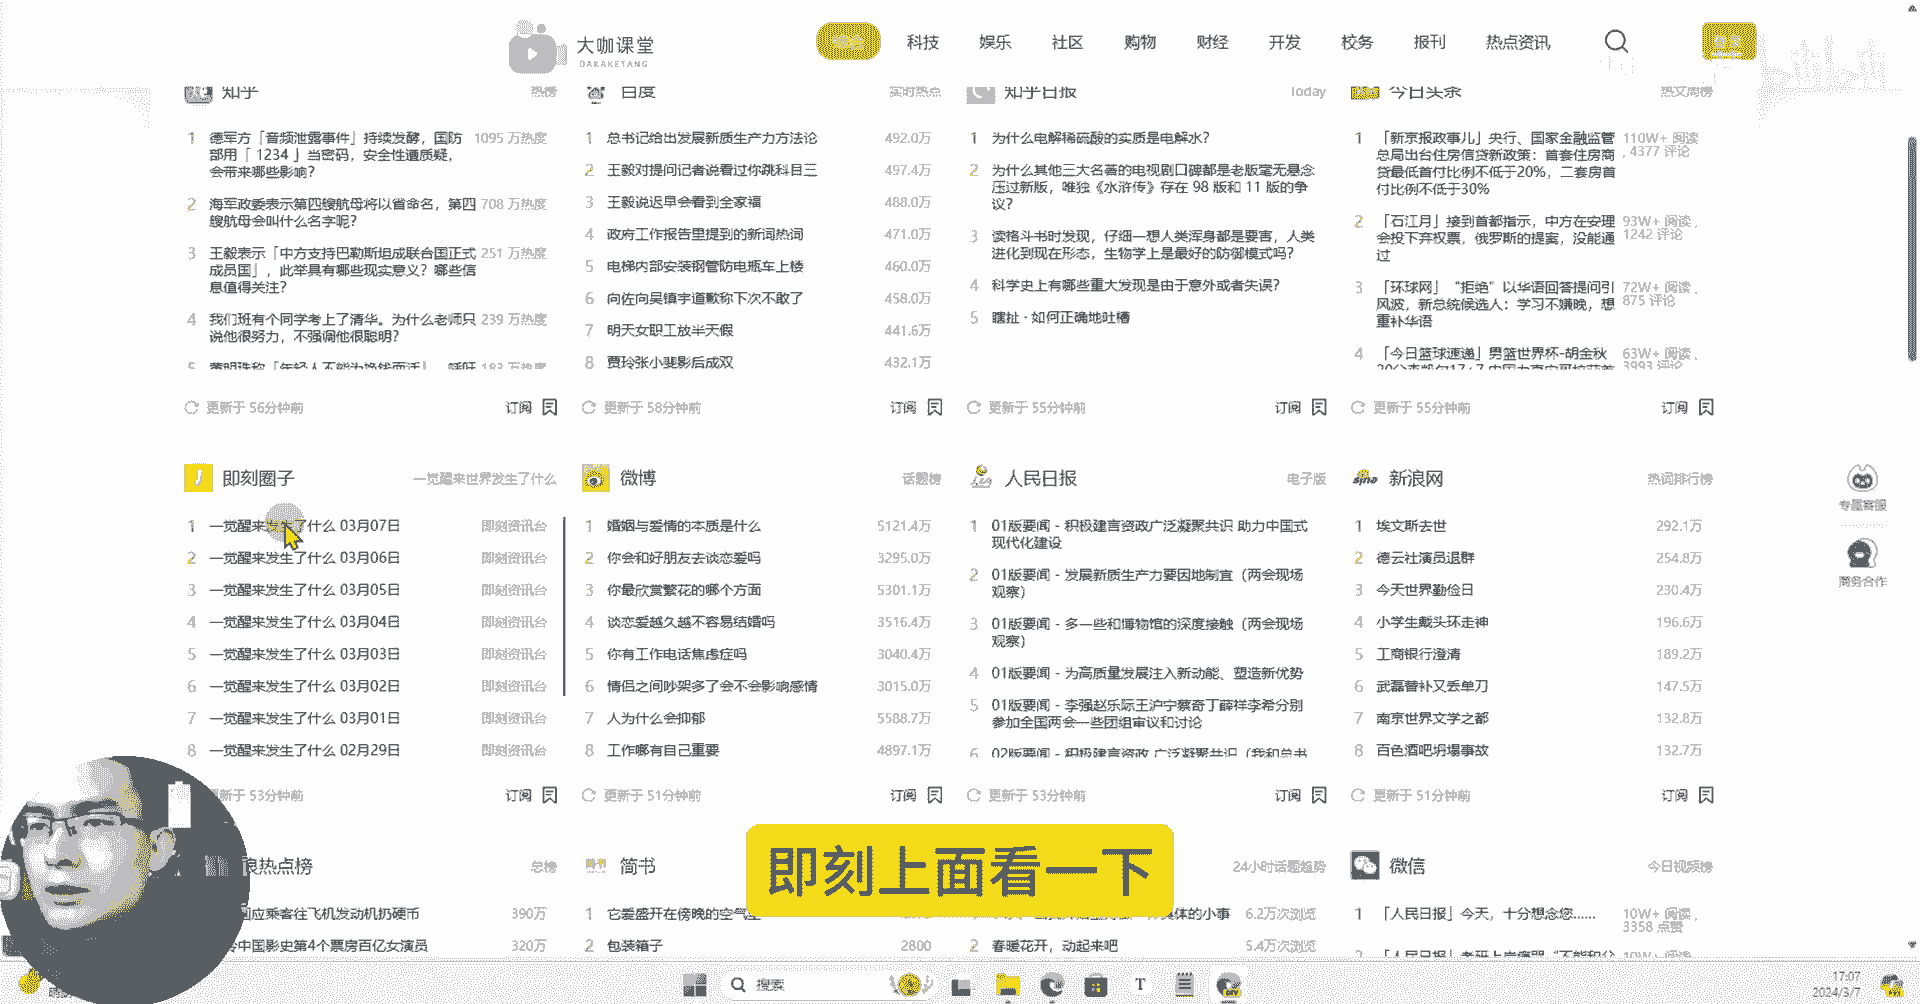 大咖课堂
DAKAKETANG
科技
娱乐
社区
购物
财经
开发
校务
报刊
热点资讯
知乎
热榜
1 德军方「音频泄露事件」持续发酵，国防 1095 万热度
部用「 1234 」当密码，安全性遭质疑，
会带来哪些影响？
2 海军政委表示第四艘航母将以省命名，第四 708 万热度
艘航母会叫什么名字呢？
3 王毅表示「中方支持巴勒斯坦成联合国正式 251 万热度
成员国」，此举具有哪些现实意义？哪些信
息值得关注？
4 我们班有个同学考上了清华。为什么老师只 239 万热度
说他很努力，不强调他很聪明？
更新于 56分钟前
订阅
百度
实时热点
1 总书记给出发展新质生产力方法论 492.0万
2 王毅对提问记者说看过你跳科目三 497.4万
3 王毅说迟早会看到全家福 488.0万
4 政府工作报告里提到的新词热词 471.0万
5 电梯内部安装钢管防电瓶车上楼 460.0万
6 向佐向吴镇宇道歉称下次不敢了 458.0万
7 明天女职工放半天假 441.6万
8 贾玲张小斐影后成双 432.1万
更新于 58分钟前
订阅
知乎日报
Today
1 为什么电解稀硫酸的实质是电解水？
2 为什么其他三大名著的电视剧口碑都是老版毫无悬念
压过新版，唯独《水浒传》存在 98 版和 11 版的争
议？
3 读格斗书时发现，仔细一想人类浑身都是要害，人类
进化到现在形态，生物学上是最好的防御模式吗？
4 科学史上有哪些重大发现是由于意外或者失误？
5 瞎扯 · 如何正确地吐槽
更新于 55分钟前
订阅
今日头条
热文周榜
1 「新京报政事儿」央行、国家金融监管 110W+ 阅读
总局出台住房信贷新政策：首套住房商 , 4377 评论
贷最低首付比例不低于20%，二套房首
付比例不低于30%
2 「石江月」接到首都指示，中方在安理 93W+ 阅读 ,
会投下弃权票，俄罗斯的提案，没能通 1242 评论
过
3 「环球网」 “拒绝”以华语回答提问引 72W+ 阅读 ,
风波，新总统候选人：学习不嫌晚，想 875 评论
重补华语
4 「今日篮球速递」男篮世界杯-胡金秋 63W+ 阅读 ,
3993 评论
更新于 55分钟前
订阅
即刻圈子
一觉醒来世界发生了什么
1 一觉醒来发生了什么 03月07日 即刻资讯台
2 一觉醒来发生了什么 03月06日 即刻资讯台
3 一觉醒来发生了什么 03月05日 即刻资讯台
4 一觉醒来发生了什么 03月04日 即刻资讯台
5 一觉醒来发生了什么 03月03日 即刻资讯台
6 一觉醒来发生了什么 03月02日 即刻资讯台
7 一觉醒来发生了什么 03月01日 即刻资讯台
8 一觉醒来发生了什么 02月29日 即刻资讯台
新于 53分钟前
订阅
微博
话题榜
1 婚姻与爱情的本质是什么 5121.4万
2 你会和好朋友去谈恋爱吗 3295.0万
3 你最欣赏繁花的哪个方面 5301.1万
4 谈恋爱越久越不容易结婚吗 3516.4万
5 你有工作电话焦虑症吗 3040.4万
6 情侣之间吵架多了会不会影响感情 3015.0万
7 人为什么会抑郁 5588.7万
8 工作哪有自己重要 4897.1万
更新于 51分钟前
订阅
人民日报
电子版
1 01版要闻 - 积极建言资政广泛凝聚共识 助力中国式
现代化建设
2 01版要闻 - 发展新质生产力要因地制宜（两会现场
观察）
3 01版要闻 - 多一些和博物馆的深度接触（两会现场
观察）
4 01版要闻 - 为高质量发展注入新动能、塑造新优势
5 01版要闻 - 李强赵乐际王沪宁蔡奇丁薛祥李希分别
参加全国两会一些团组审议和讨论
6 02版要闻 - 积极建言资政 广泛凝聚共识（我和总书
更新于 53分钟前
订阅
新浪网
热词排行榜
1 埃文斯去世 292.1万
2 德云社演员退群 254.8万
3 今天世界勤俭日 230.4万
4 小学生戴头环走神 196.6万
5 工商银行澄清 189.2万
6 武磊替补又丢单刀 147.5万
7 南京世界文学之都 132.8万
8 百色酒吧坍塌事故 132.7万
更新于 51分钟前
订阅
专属客服
商务合作
浪热点榜
总榜
回应乘客往飞机发动机扔硬币 390万
中国影史第4个票房百亿女演员 320万
简书
1 它爱盛开在傍晚的空气里
2 包装箱子 2800
24小时话题趋势
具体的小事 6.2万次浏览
2 春暖花开，动起来吧 5.4万次浏览
微信
今日视频榜
1 「人民日报」今天，十分想念您…… 10W+ 阅读 ,
3358 点赞
即刻上面看一下
搜索
17:07
2024/3/7